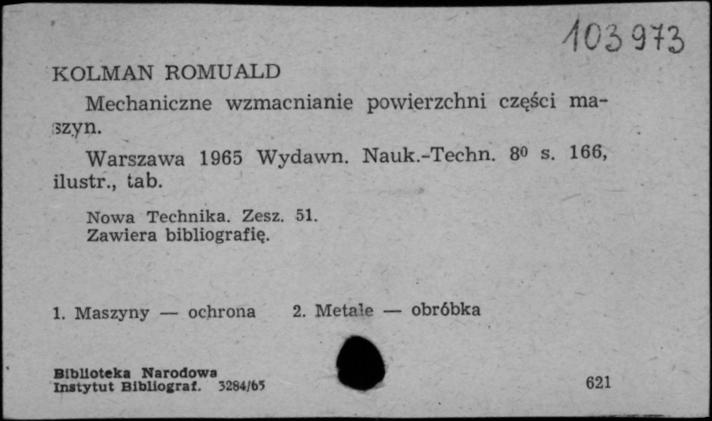 103973
KOLMAN ROMUALD
Mechaniczne wzmacnianie powierzchni części ma-
szyn.
Warszawa 1965 Wydawn. Nauk.-Techn. 8⁰ s. 166,
ilustr., tab.
Nowa Technika. Zesz. 51.
Zawiera bibliografię.
1. Maszyny — ochrona 2. Metale — obróbka
Biblioteka Narodowa
Instytut Bibliograf. 3284/65
621